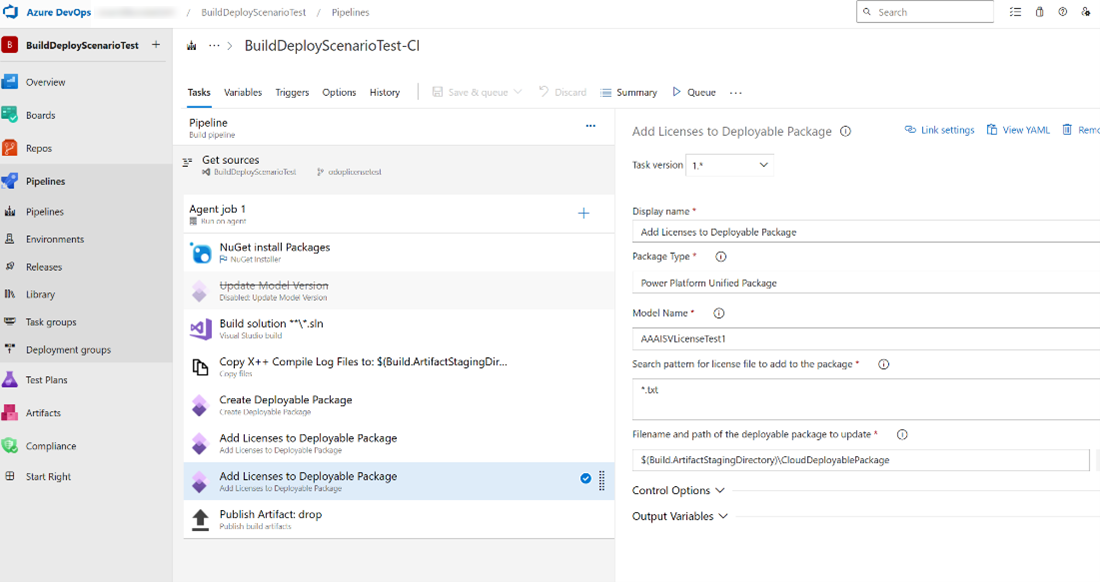 Azure DevOps / BuildDeployScenarioTest / Pipelines
Search
B BuildDeployScenarioTest +
··· > BuildDeployScenarioTest-CI
Overview
Boards
Repos
Pipelines
Pipelines
Environments
Releases
Library
Task groups
Deployment groups
Test Plans
Artifacts
Compliance
Start Right
Tasks Variables Triggers Options History Save & queue Discard Summary Queue ···
Pipeline
Build pipeline
Get sources
BuildDeployScenarioTest odoplicensetest
Agent job 1
Run on agent
NuGet install Packages
NuGet Installer
Update Model Version
Disabled: Update Model Version
Build solution **\*.sln
Visual Studio build
Copy X++ Compile Log Files to: $(Build.ArtifactStagingDir...
Copy files
Create Deployable Package
Create Deployable Package
Add Licenses to Deployable Package
Add Licenses to Deployable Package
Add Licenses to Deployable Package
Add Licenses to Deployable Package
Publish Artifact: drop
Publish build artifacts
Add Licenses to Deployable Package
Link settings View YAML Remo
Task version 1.*
Display name *
Add Licenses to Deployable Package
Package Type *
Power Platform Unified Package
Model Name *
AAAISVLicenseTest1
Search pattern for license file to add to the package *
*.txt
Filename and path of the deployable package to update *
$(Build.ArtifactStagingDirectory)\CloudDeployablePackage
Control Options
Output Variables